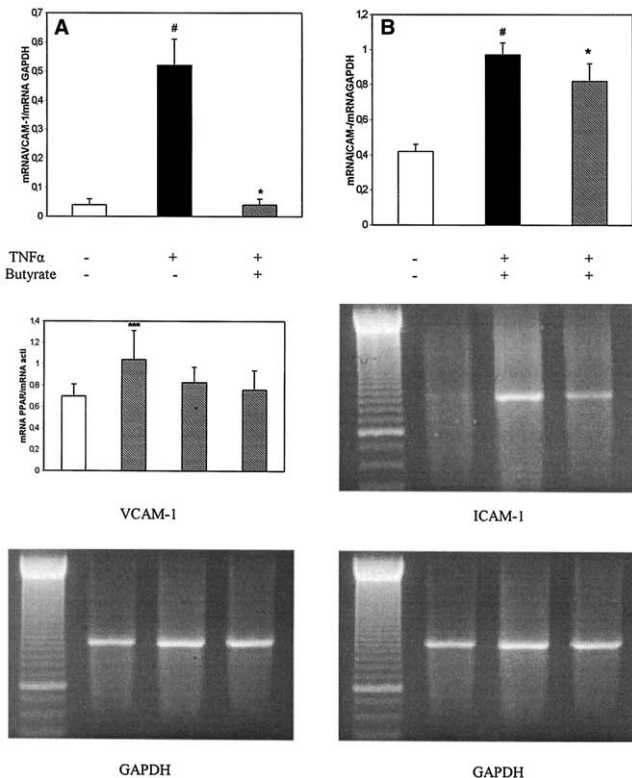 A
mRNAVCAM-1/mRNA GAPDH
0,7
0,6
0,5
0,4
0,3
0,2
0,1
0
#
*
B
mRNAICAM-/mRNAGAPDH
1,2
1
0,8
0,6
0,4
0,2
0
#
*
TNFα - + +
Butyrate - - +
- + +
- + +
mRNA PPAR/mRNA acti
1,4
1,2
1
0,8
0,6
0,4
0,2
0
***
VCAM-1
ICAM-1
GAPDH
GAPDH